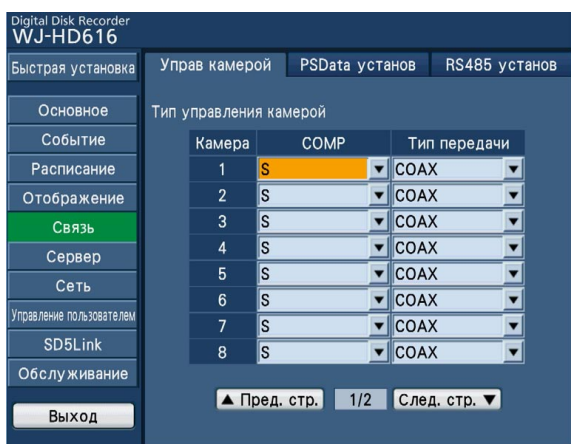 Digital Disk Recorder
WJ-HD616
Быстрая установка
Основное
Событие
Расписание
Отображение
Связь
Сервер
Сеть
Управление пользователем
SD5Link
Обслуживание
Выход
Управ камерой PSData установ RS485 установ
Тип управления камерой
Камера COMP Тип передачи
1 S COAX
2 S COAX
3 S COAX
4 S COAX
5 S COAX
6 S COAX
7 S COAX
8 S COAX
▲ Пред. стр. 1/2 След. стр. ▼